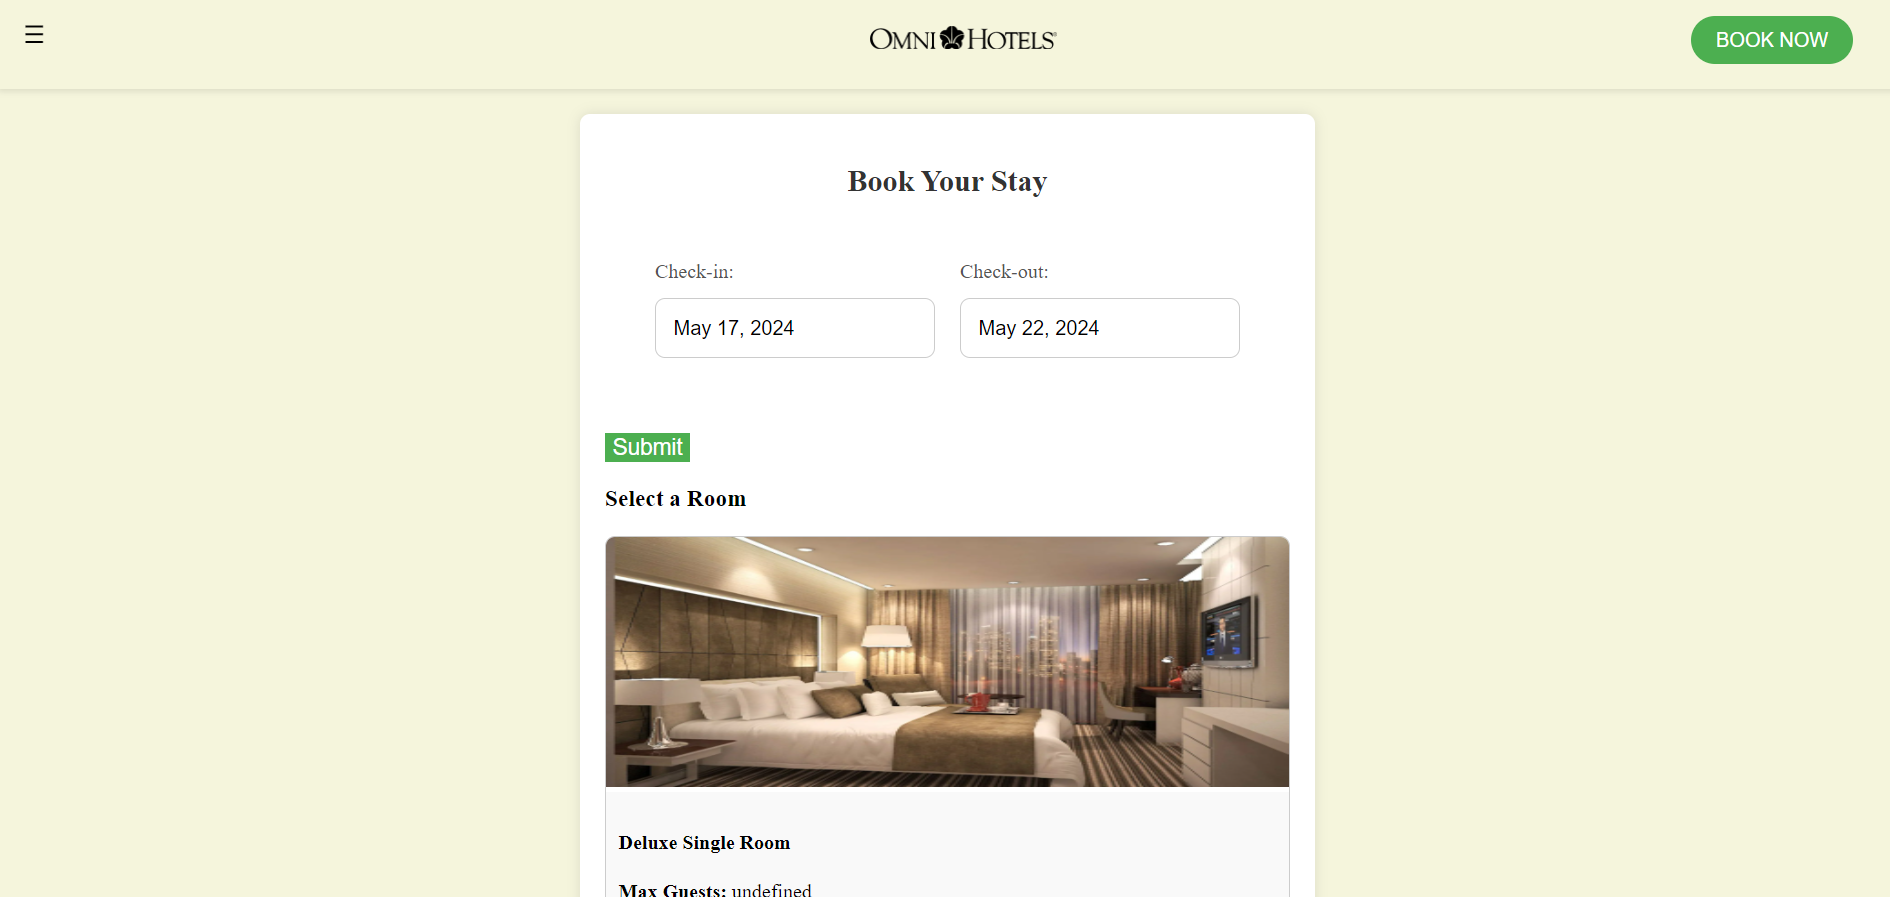 ☰
OMNI HOTELS®
BOOK NOW
Book Your Stay
Check-in:
Check-out:
May 17, 2024
May 22, 2024
Submit
Select a Room
Deluxe Single Room
Max Guests: undefined